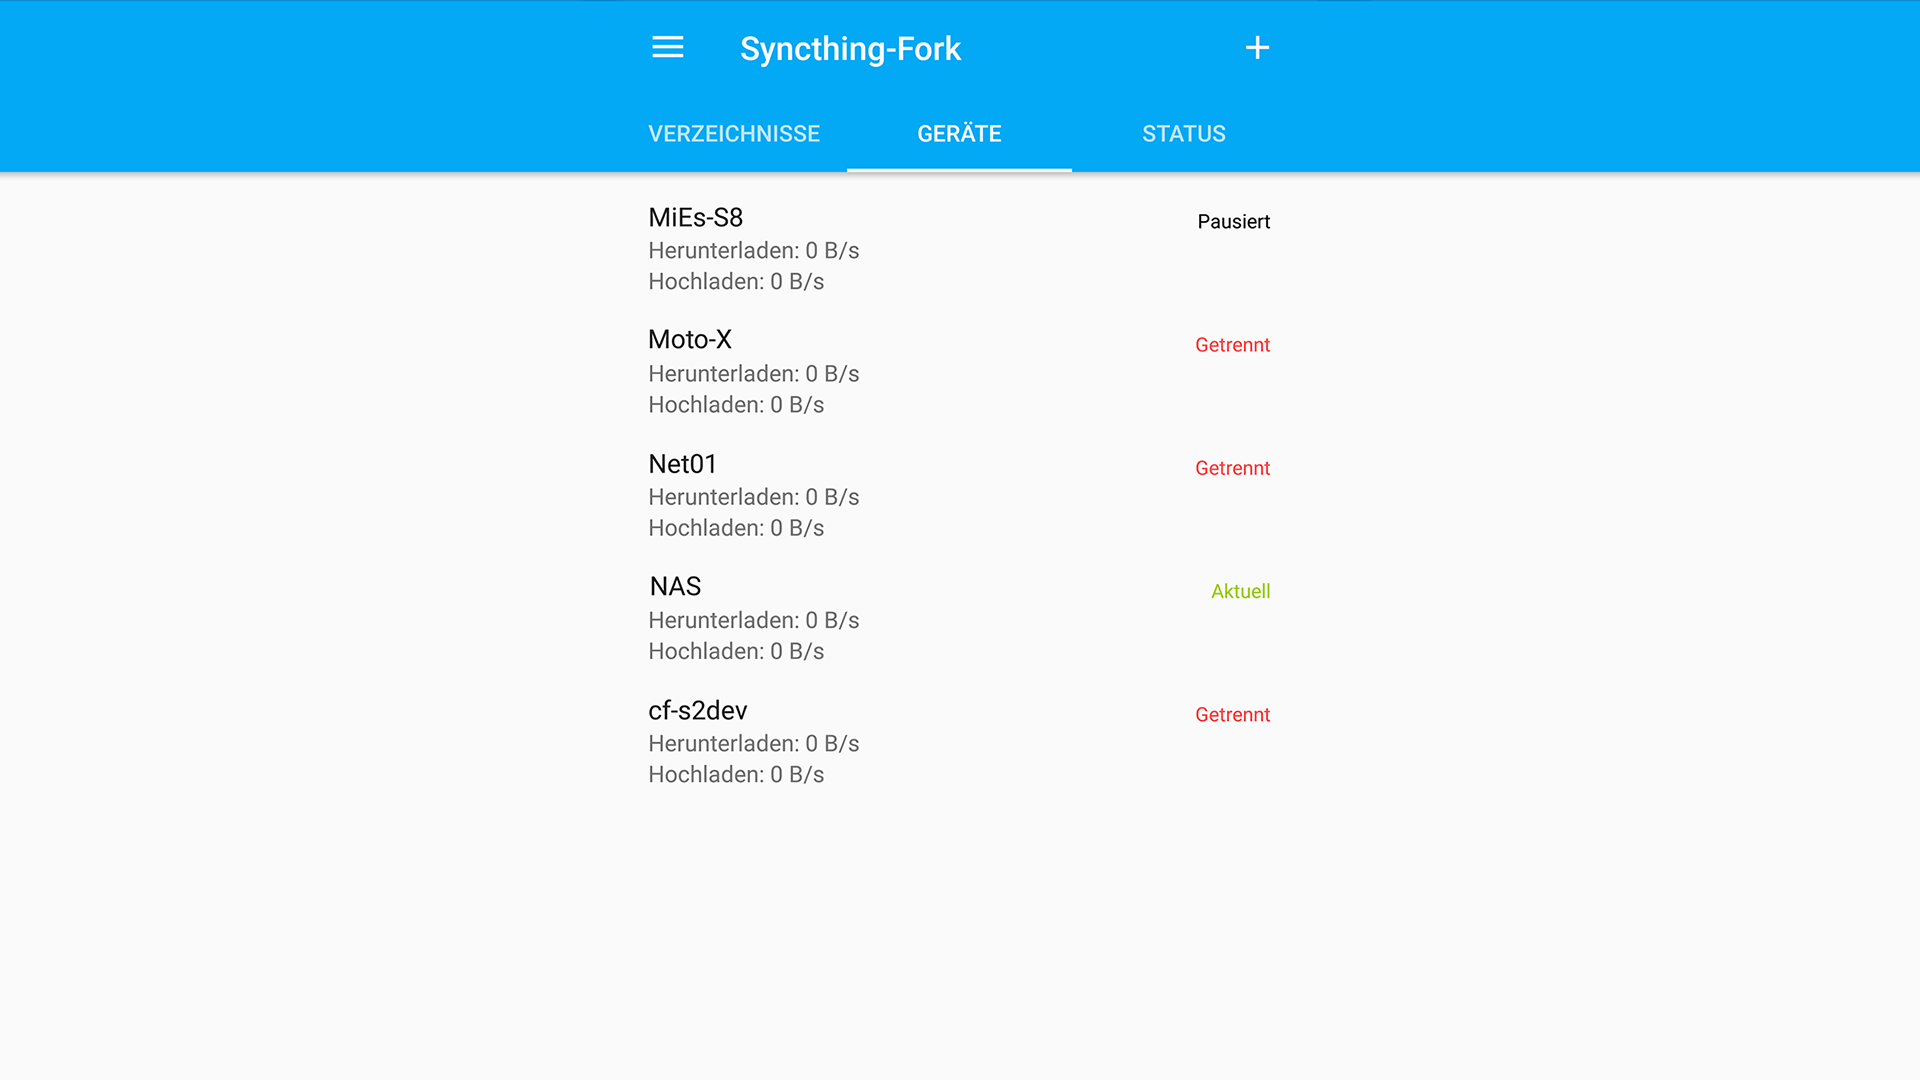 Syncthing-Fork
VERZEICHNISSE GERÄTE STATUS
MiEs-S8 Pausiert
Herunterladen: 0 B/s
Hochladen: 0 B/s
Moto-X Getrennt
Herunterladen: 0 B/s
Hochladen: 0 B/s
Net01 Getrennt
Herunterladen: 0 B/s
Hochladen: 0 B/s
NAS Aktuell
Herunterladen: 0 B/s
Hochladen: 0 B/s
cf-s2dev Getrennt
Herunterladen: 0 B/s
Hochladen: 0 B/s